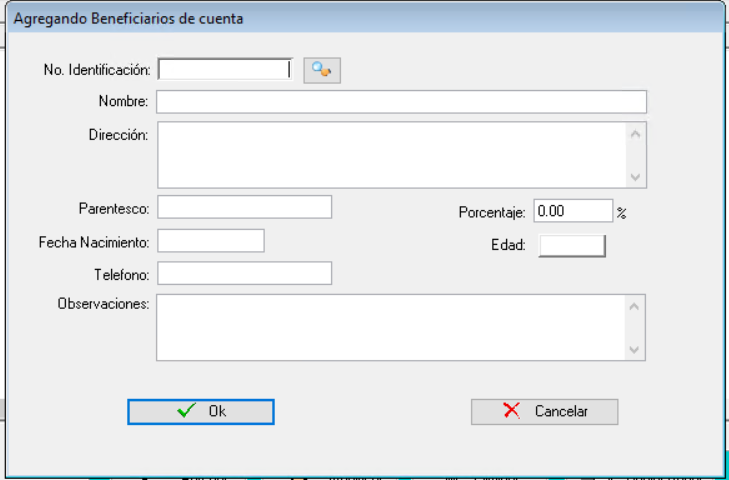 Agregando Beneficiarios de cuenta
No. Identificación:
Nombre:
Dirección:
Parentesco:
Porcentaje: 0.00 %
Fecha Nacimiento:
Edad:
Telefono:
Observaciones:
Ok
Cancelar